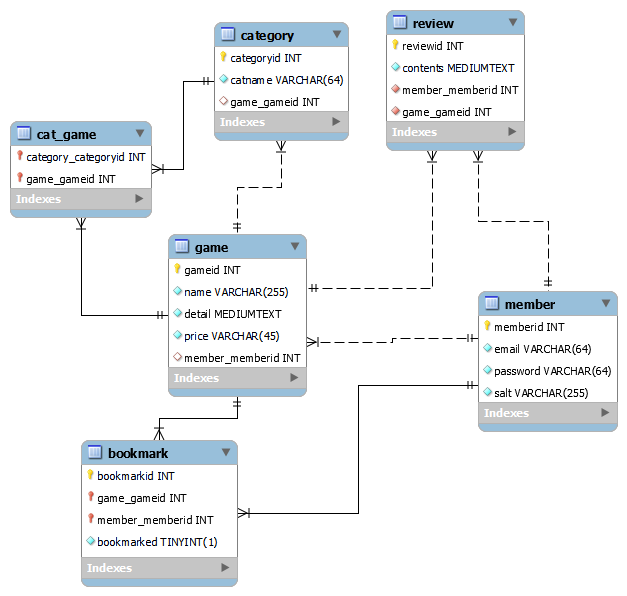 category
categoryid INT
catname VARCHAR(64)
game_gameid INT
Indexes
review
reviewid INT
contents MEDIUMTEXT
member_memberid INT
game_gameid INT
Indexes
cat_game
category_categoryid INT
game_gameid INT
Indexes
game
gameid INT
name VARCHAR(255)
detail MEDIUMTEXT
price VARCHAR(45)
member_memberid INT
Indexes
member
memberid INT
email VARCHAR(64)
password VARCHAR(64)
salt VARCHAR(255)
Indexes
bookmark
bookmarkid INT
game_gameid INT
member_memberid INT
bookmarked TINYINT(1)
Indexes